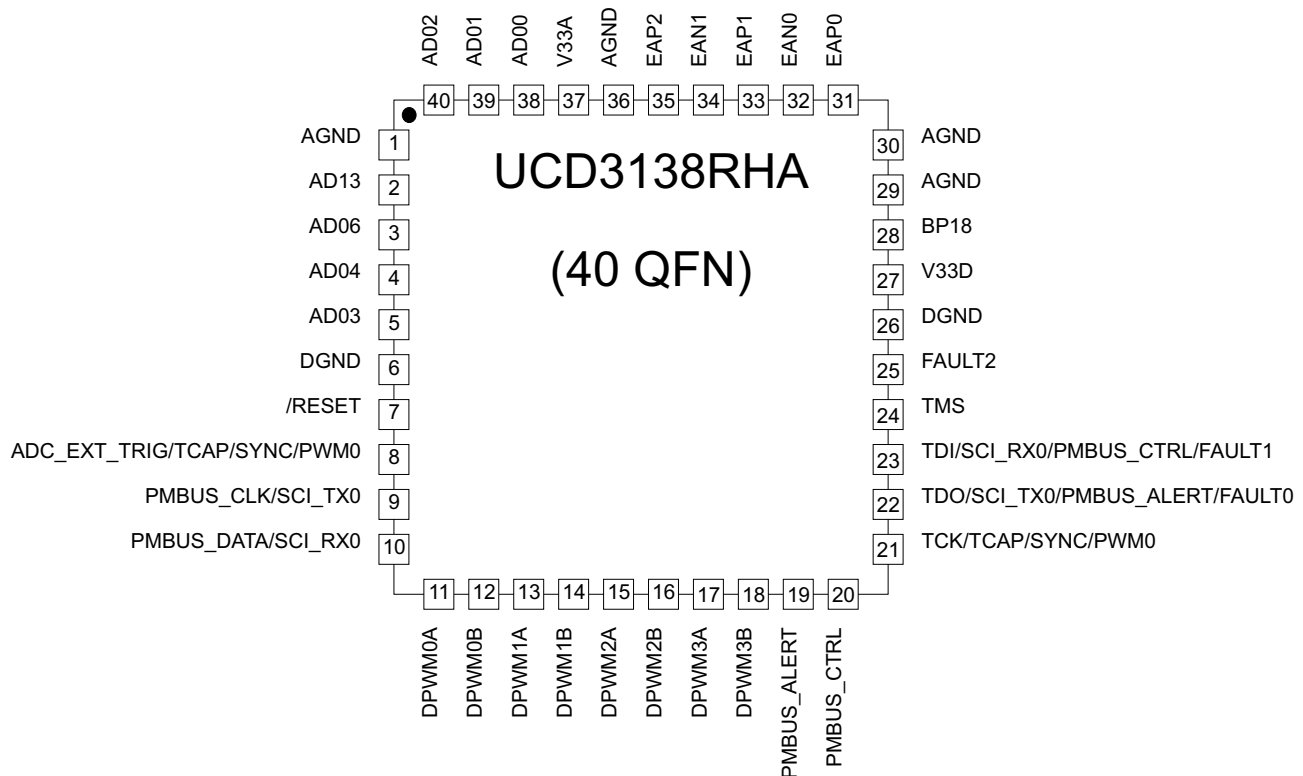 AD02
AD01
AD00
V33A
AGND
EAP2
EAN1
EAP1
EAN0
EAP0
40
39
38
37
36
35
34
33
32
31
UCD3138RHA
(40 QFN)
AGND
1
AD13
2
AD06
3
AD04
4
AD03
5
DGND
6
/RESET
7
ADC_EXT_TRIG/TCAP/SYNC/PWM0
8
PMBUS_CLK/SCI_TX0
9
PMBUS_DATA/SCI_RX0
10
30
AGND
29
AGND
28
BP18
27
V33D
26
DGND
25
FAULT2
24
TMS
23
TDI/SCI_RX0/PMBUS_CTRL/FAULT1
22
TDO/SCI_TX0/PMBUS_ALERT/FAULT0
21
TCK/TCAP/SYNC/PWM0
11
12
13
14
15
16
17
18
19
20
DPWM0A
DPWM0B
DPWM1A
DPWM1B
DPWM2A
DPWM2B
DPWM3A
DPWM3B
PMBUS_ALERT
PMBUS_CTRL